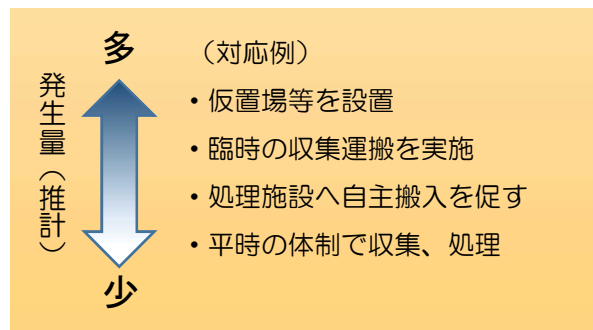 多
発生量（推計）
少
（対応例）
・仮置場等を設置
・臨時の収集運搬を実施
・処理施設へ自主搬入を促す
・平時の体制で収集、処理